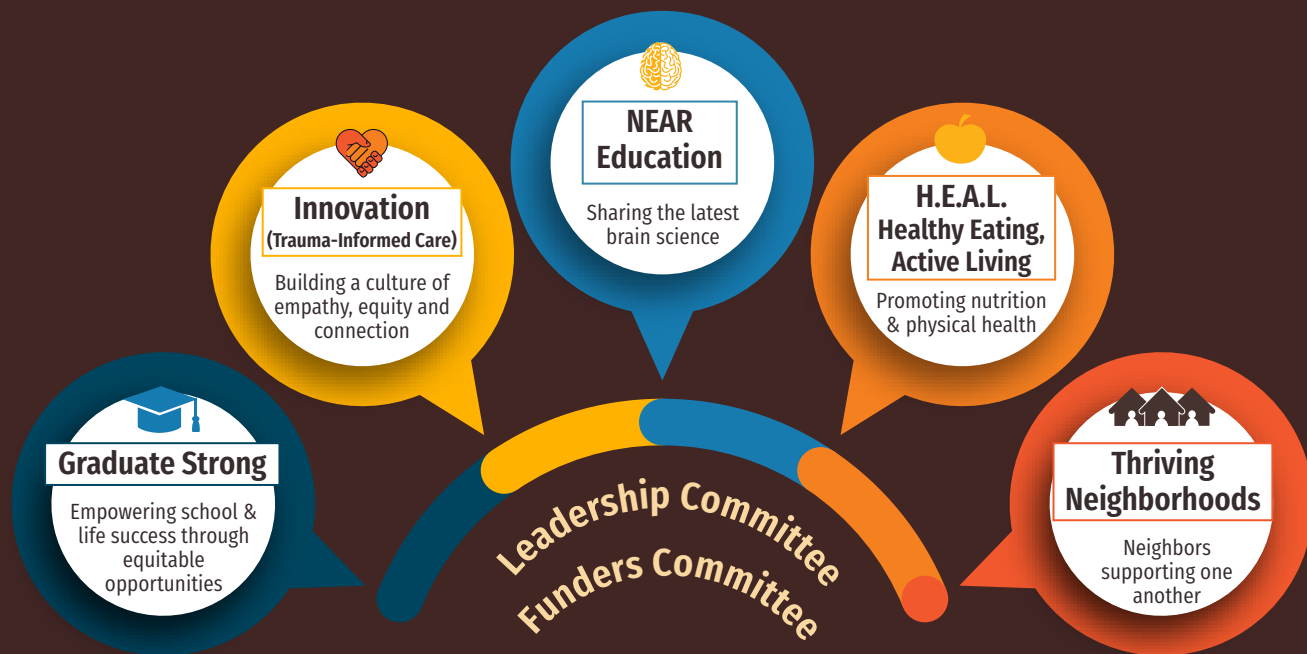 Graduate Strong
Empowering school &
life success through
equitable
opportunities
Innovation
(Trauma-Informed Care)
Building a culture of
empathy, equity and
connection
NEAR
Education
Sharing the latest
brain science
H.E.A.L.
Healthy Eating,
Active Living
Promoting nutrition
& physical health
Thriving
Neighborhoods
Neighbors
supporting one
another
Leadership Committee
Funders Committee